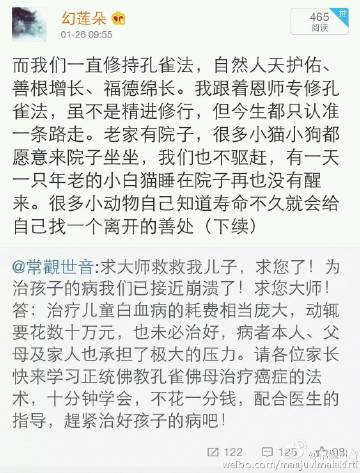 幻莲朵
01-26 09:55
465
阅读
而我们一直修持孔雀法，自然人天护佑、
善根增长、福德绵长。我跟着恩师专修孔
雀法，虽不是精进修行，但今生都只认准
一条路走。老家有院子，很多小猫小狗都
愿意来院子坐坐，我们也不驱赶，有一天
一只年老的小白猫睡在院子再也没有醒
来。很多小动物自己知道寿命不久就会给
自己找一个离开的善处（下续）
@常觀世音:求大师救救我儿子，求您了！为
治孩子的病我们已接近崩溃了！求您大师！
答：治疗儿童白血病的耗费相当庞大，动辄
要花数十万元，也未必治好，病者本人、父
母及家人也承担了极大的压力。请各位家长
快来学习正统佛教孔雀佛母治疗癌症的法
术，十分钟学会，不花一分钱，配合医生的
指导，赶紧治好孩子的病吧！
122
125